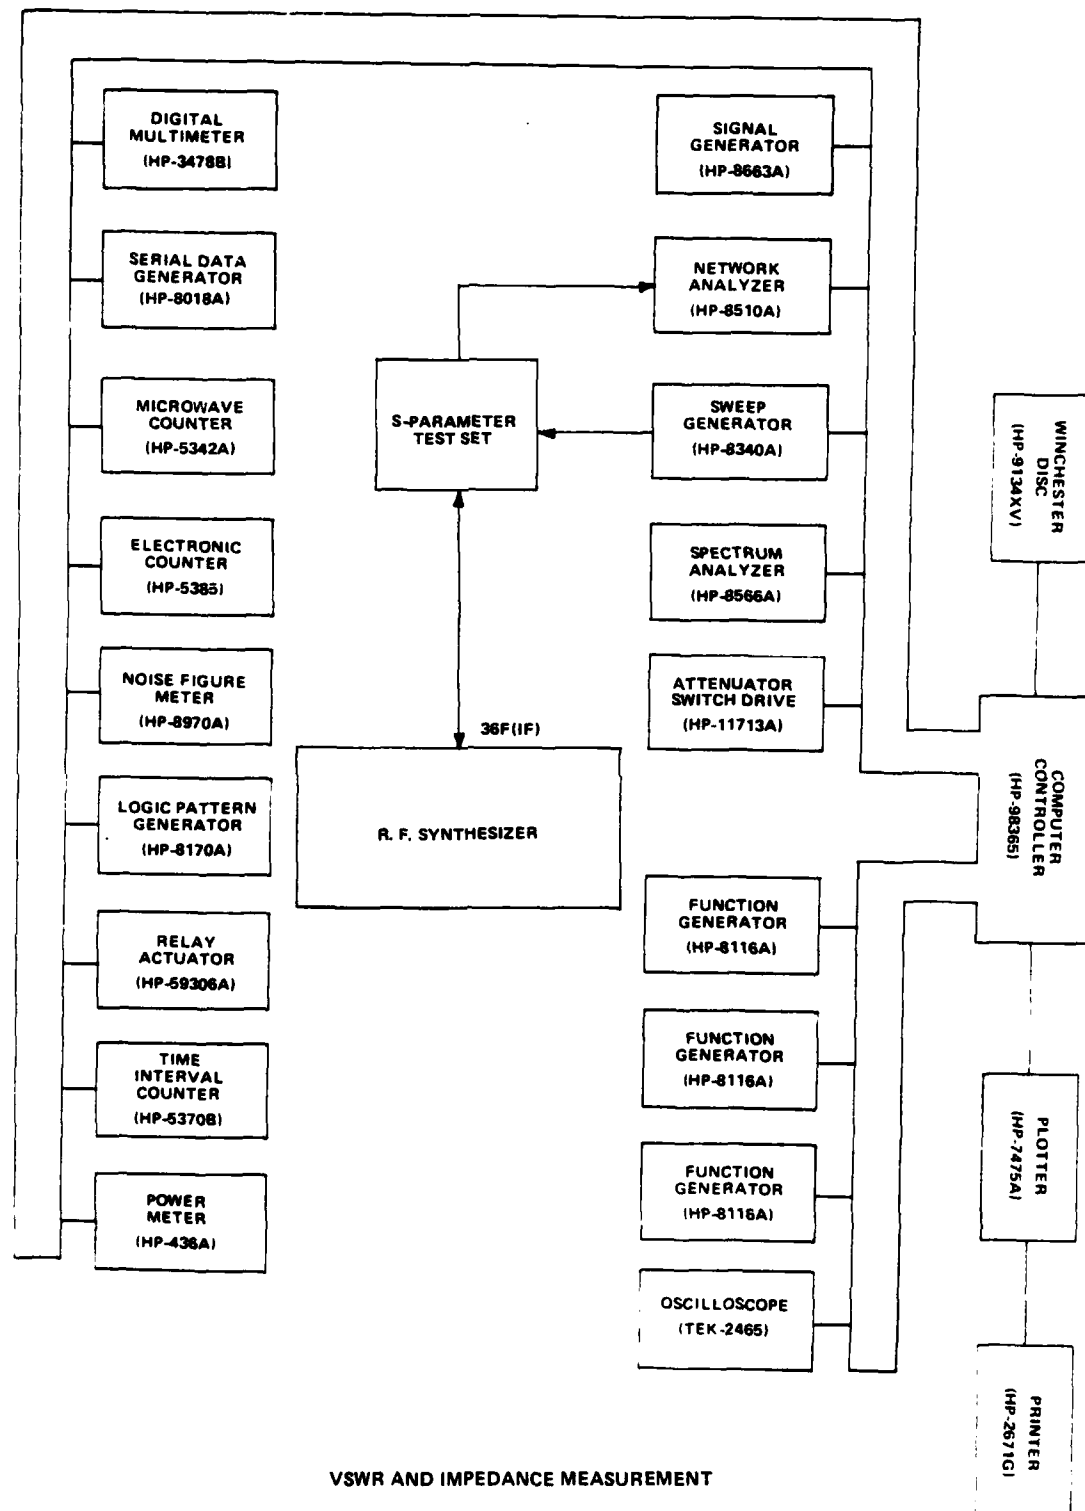 DIGITAL
MULTIMETER
(HP-3478B)
SERIAL DATA
GENERATOR
(HP-8018A)
MICROWAVE
COUNTER
(HP-5342A)
ELECTRONIC
COUNTER
(HP-5385)
NOISE FIGURE
METER
(HP-8970A)
LOGIC PATTERN
GENERATOR
(HP-8170A)
RELAY
ACTUATOR
(HP-59306A)
TIME
INTERVAL
COUNTER
(HP-5370B)
POWER
METER
(HP-436A)
S-PARAMETER
TEST SET
36F(IF)
R. F. SYNTHESIZER
SIGNAL
GENERATOR
(HP-8663A)
NETWORK
ANALYZER
(HP-8510A)
SWEEP
GENERATOR
(HP-8340A)
SPECTRUM
ANALYZER
(HP-8566A)
ATTENUATOR
SWITCH DRIVE
(HP-11713A)
FUNCTION
GENERATOR
(HP-8116A)
FUNCTION
GENERATOR
(HP-8116A)
FUNCTION
GENERATOR
(HP-8116A)
OSCILLOSCOPE
(TEK-2465)
WINCHESTER
DISC
(HP-9134XV)
COMPUTER
CONTROLLER
(HP-98365)
PLOTTER
(HP-7475A)
PRINTER
(HP-2671G)
VSWR AND IMPEDANCE MEASUREMENT